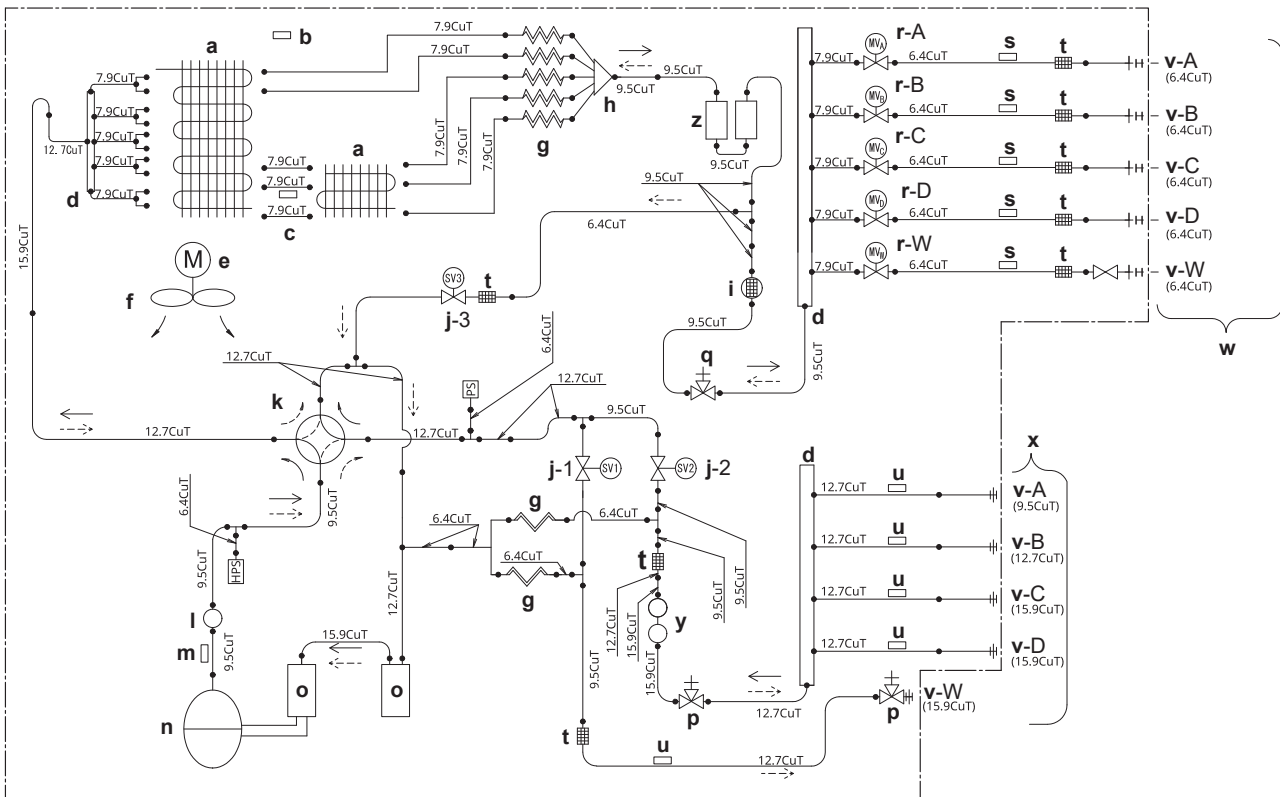 a
b
7.9CuT
7.9CuT
7.9CuT
7.9CuT
7.9CuT
7.9CuT
12.70uT
d
a
7.9CuT
7.9CuT
7.9CuT
c
7.9CuT
7.9CuT
7.9CuT
g
h
9.5CuT
9.5CuT
z
9.5CuT
9.5CuT
r-A
MVA
7.9CuT
6.4CuT
s
t
v-A
(6.4CuT)
r-B
MVB
7.9CuT
6.4CuT
s
t
v-B
(6.4CuT)
r-C
MVC
7.9CuT
6.4CuT
s
t
v-C
(6.4CuT)
r-D
MVD
7.9CuT
6.4CuT
s
t
v-D
(6.4CuT)
r-W
MVW
7.9CuT
6.4CuT
s
t
v-W
(6.4CuT)
w
15.9CuT
M
e
f
6.4CuT
SV3
t
j-3
i
9.5CuT
d
9.5CuT
q
12.7CuT
6.4CuT
PS
12.7CuT
k
12.7CuT
12.7CuT
9.5CuT
j-1
SV1
SV2
j-2
6.4CuT
9.5CuT
HPS
9.5CuT
6.4CuT
g
6.4CuT
6.4CuT
g
t
9.5CuT
9.5CuT
12.7CuT
15.9CuT
y
12.7CuT
l
m
9.5CuT
15.9CuT
n
o
o
9.5CuT
15.9CuT
p
12.7CuT
d
x
12.7CuT
u
v-A
(9.5CuT)
12.7CuT
u
v-B
(12.7CuT)
12.7CuT
u
v-C
(15.9CuT)
12.7CuT
u
v-D
(15.9CuT)
v-W
(15.9CuT)
p
t
u
12.7CuT